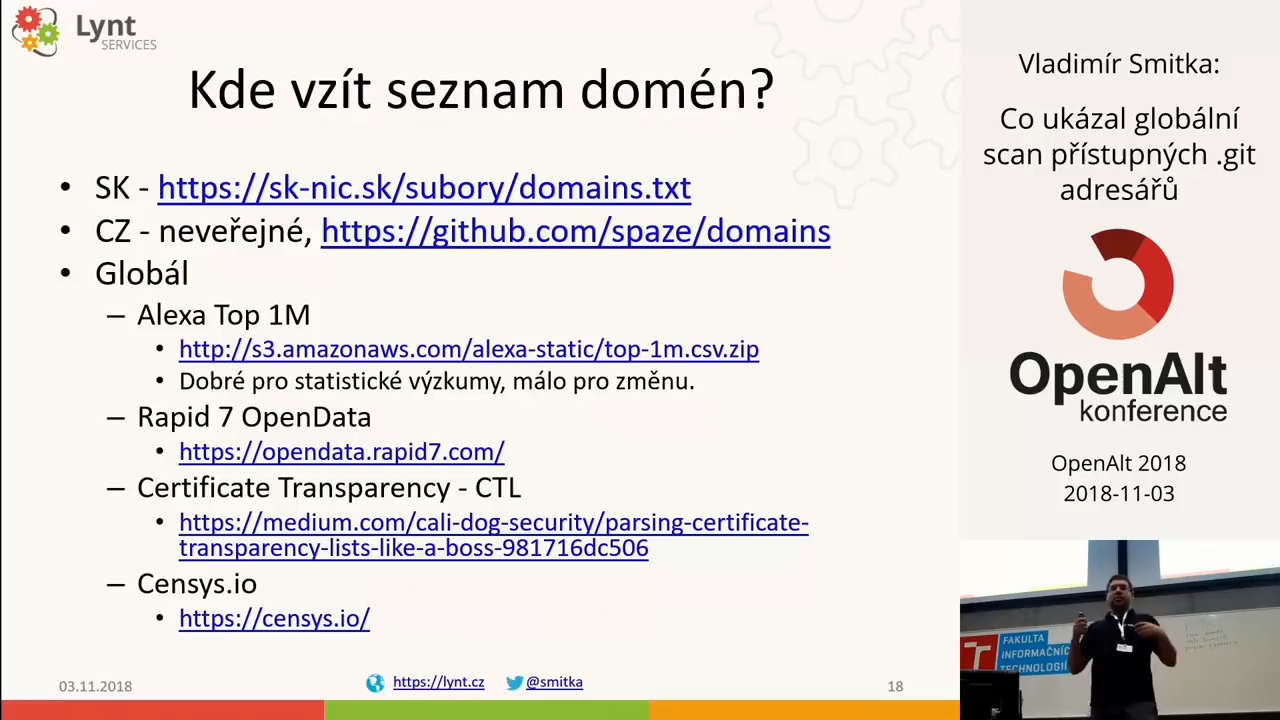 Lynt
SERVICES
Kde vzít seznam domén?
• SK - https://sk-nic.sk/subory/domains.txt
• CZ - neveřejné, https://github.com/spaze/domains
• Globál
– Alexa Top 1M
• http://s3.amazonaws.com/alexa-static/top-1m.csv.zip
• Dobré pro statistické výzkumy, málo pro změnu.
– Rapid 7 OpenData
• https://opendata.rapid7.com/
– Certificate Transparency - CTL
• https://medium.com/cali-dog-security/parsing-certificate-
transparency-lists-like-a-boss-981716dc506
– Censys.io
• https://censys.io/
03.11.2018
https://lynt.cz
@smitka
18
Vladimír Smitka:
Co ukázal globální
scan přístupných .git
adresářů
OpenAlt
konference
OpenAlt 2018
2018-11-03
FAKULTA
INFORMAČNÍCH
TECHNOLOGIÍ